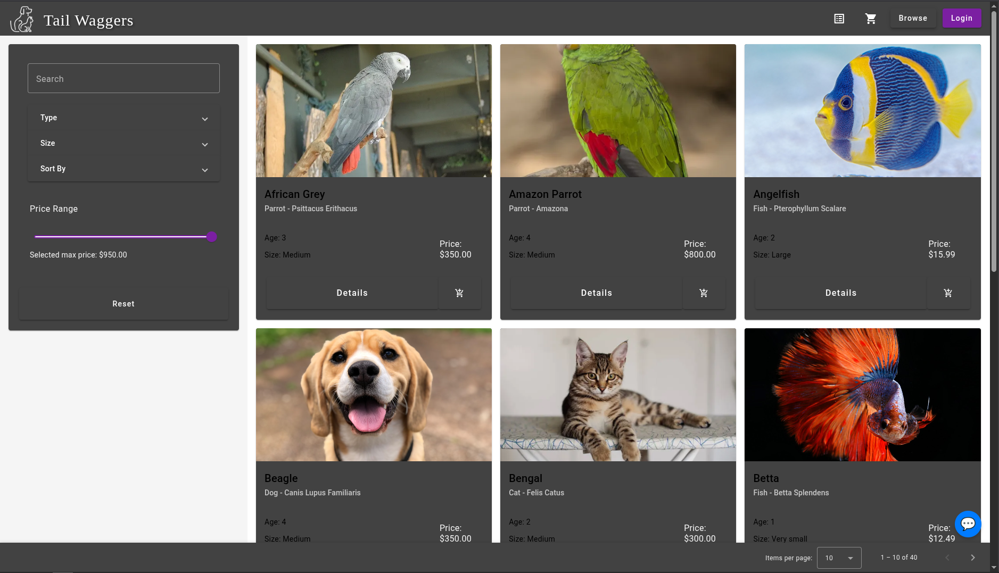 Tail Waggers
Browse
Login
Search
Type
Size
Sort By
Price Range
Selected max price: $950.00
Reset
African Grey
Parrot - Psittacus Erithacus
Age: 3
Size: Medium
Price:
$350.00
Details
Amazon Parrot
Parrot - Amazona
Age: 4
Size: Medium
Price:
$800.00
Details
Angelfish
Fish - Pterophyllum Scalare
Age: 2
Size: Large
Price:
$15.99
Details
Beagle
Dog - Canis Lupus Familiaris
Age: 4
Size: Medium
Price:
$350.00
Bengal
Cat - Felis Catus
Age: 2
Size: Medium
Price:
$300.00
Betta
Fish - Betta Splendens
Age: 1
Size: Very small
Price:
$12.49
Items per page:
10
1 – 10 of 40